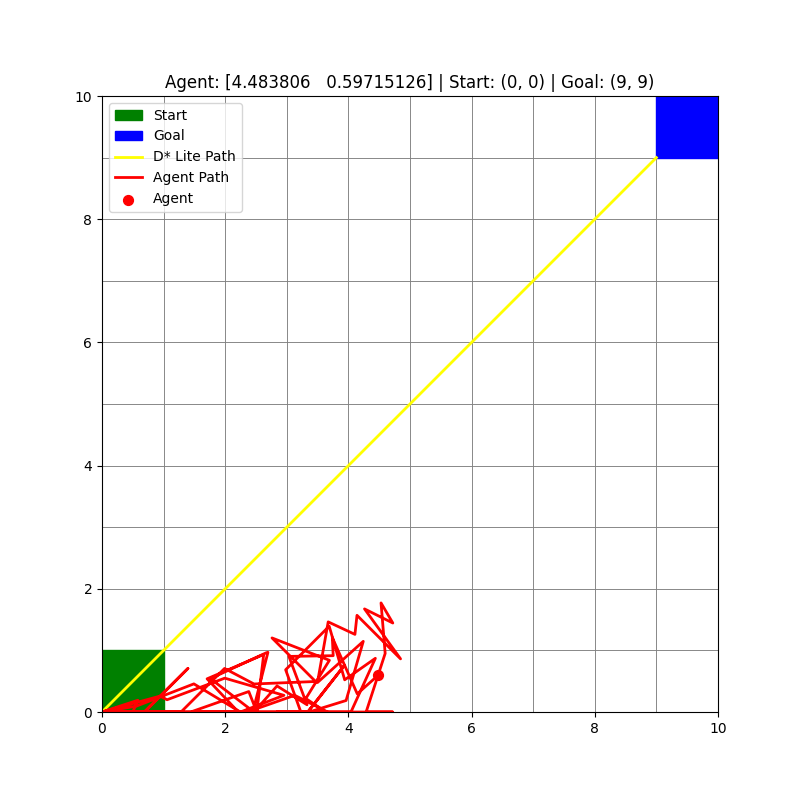 Agent: [4.483806   0.59715126] | Start: (0, 0) | Goal: (9, 9)
Start
Goal
D* Lite Path
Agent Path
Agent
10
8
6
4
2
0
0 2 4 6 8 10